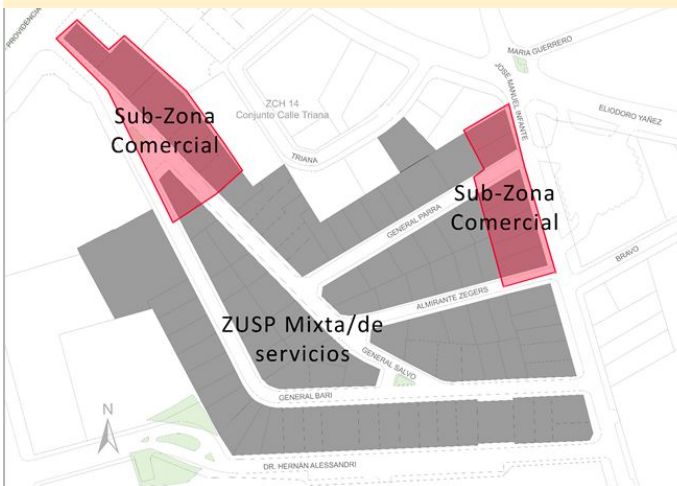 PROVIDENCIA
MARIA GUERRERO
JOSE MANUEL INFANTE
ZCH 14
Conjunto Calle Triana
ELIODORO YAÑEZ
Sub-Zona
Comercial
TRIANA
Sub-Zona
Comercial
GENERAL PARRA
BRAVO
ALMIRANTE ZEGERS
ZUSP Mixta/de
servicios
GENERAL SALVO
GENERAL BARI
N
DR. HERNÁN ALESSANDRI